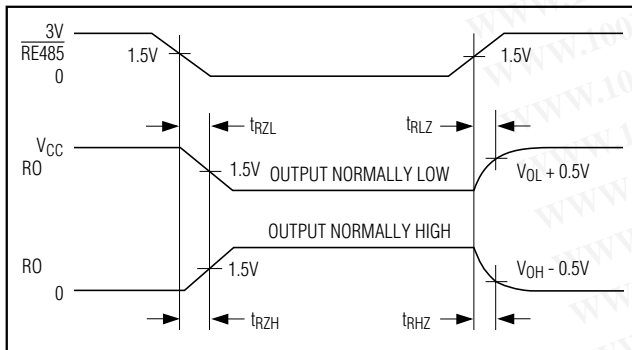 3V
RE485
0
1.5V
1.5V
tRZL
tRLZ
VCC
RO
1.5V
OUTPUT NORMALLY LOW
VOL + 0.5V
OUTPUT NORMALLY HIGH
RO
0
1.5V
VOH - 0.5V
tRZH
tRHZ